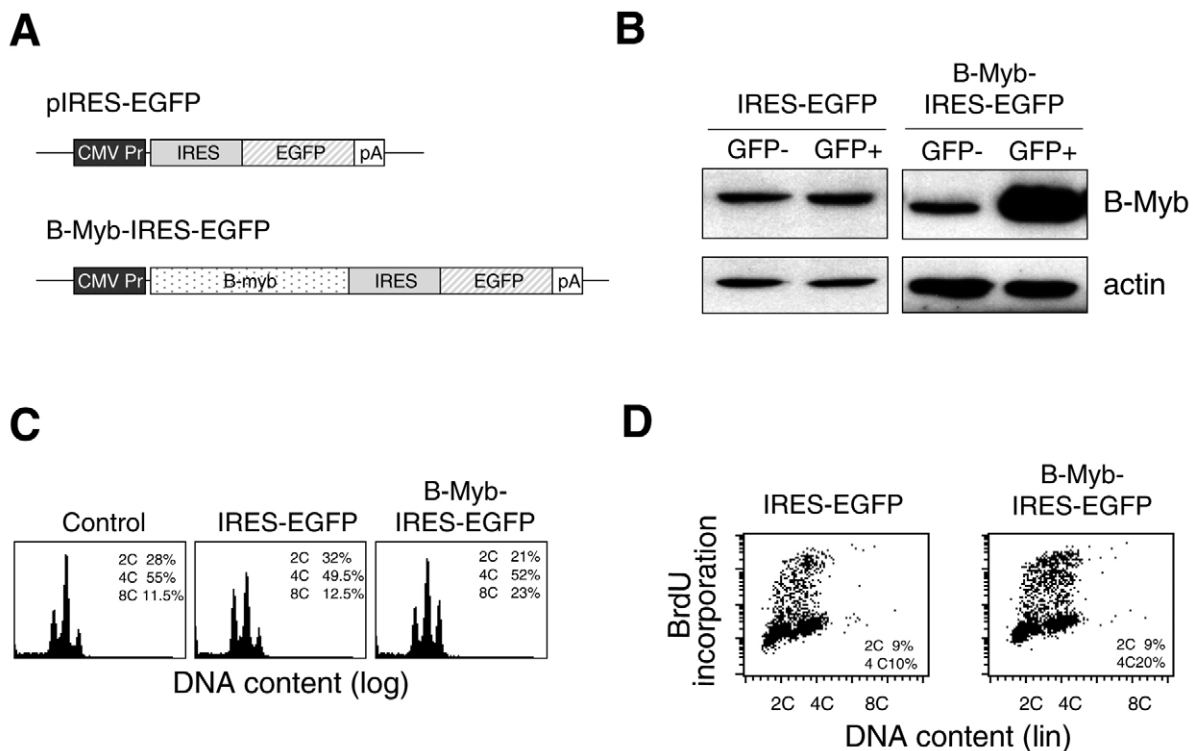 A
pIRES-EGFP
CMV Pr IRES EGFP pA
B-Myb-IRES-EGFP
CMV Pr B-myb IRES EGFP pA
B
IRES-EGFP
B-Myb-
IRES-EGFP
GFP- GFP+ GFP- GFP+
B-Myb
actin
C
Control
2C 28%
4C 55%
8C 11.5%
IRES-EGFP
2C 32%
4C 49.5%
8C 12.5%
B-Myb-
IRES-EGFP
2C 21%
4C 52%
8C 23%
DNA content (log)
D
BrdU
incorporation
IRES-EGFP
2C 9%
4 C10%
2C 4C 8C
B-Myb-
IRES-EGFP
2C 9%
4C20%
2C 4C 8C
DNA content (lin)